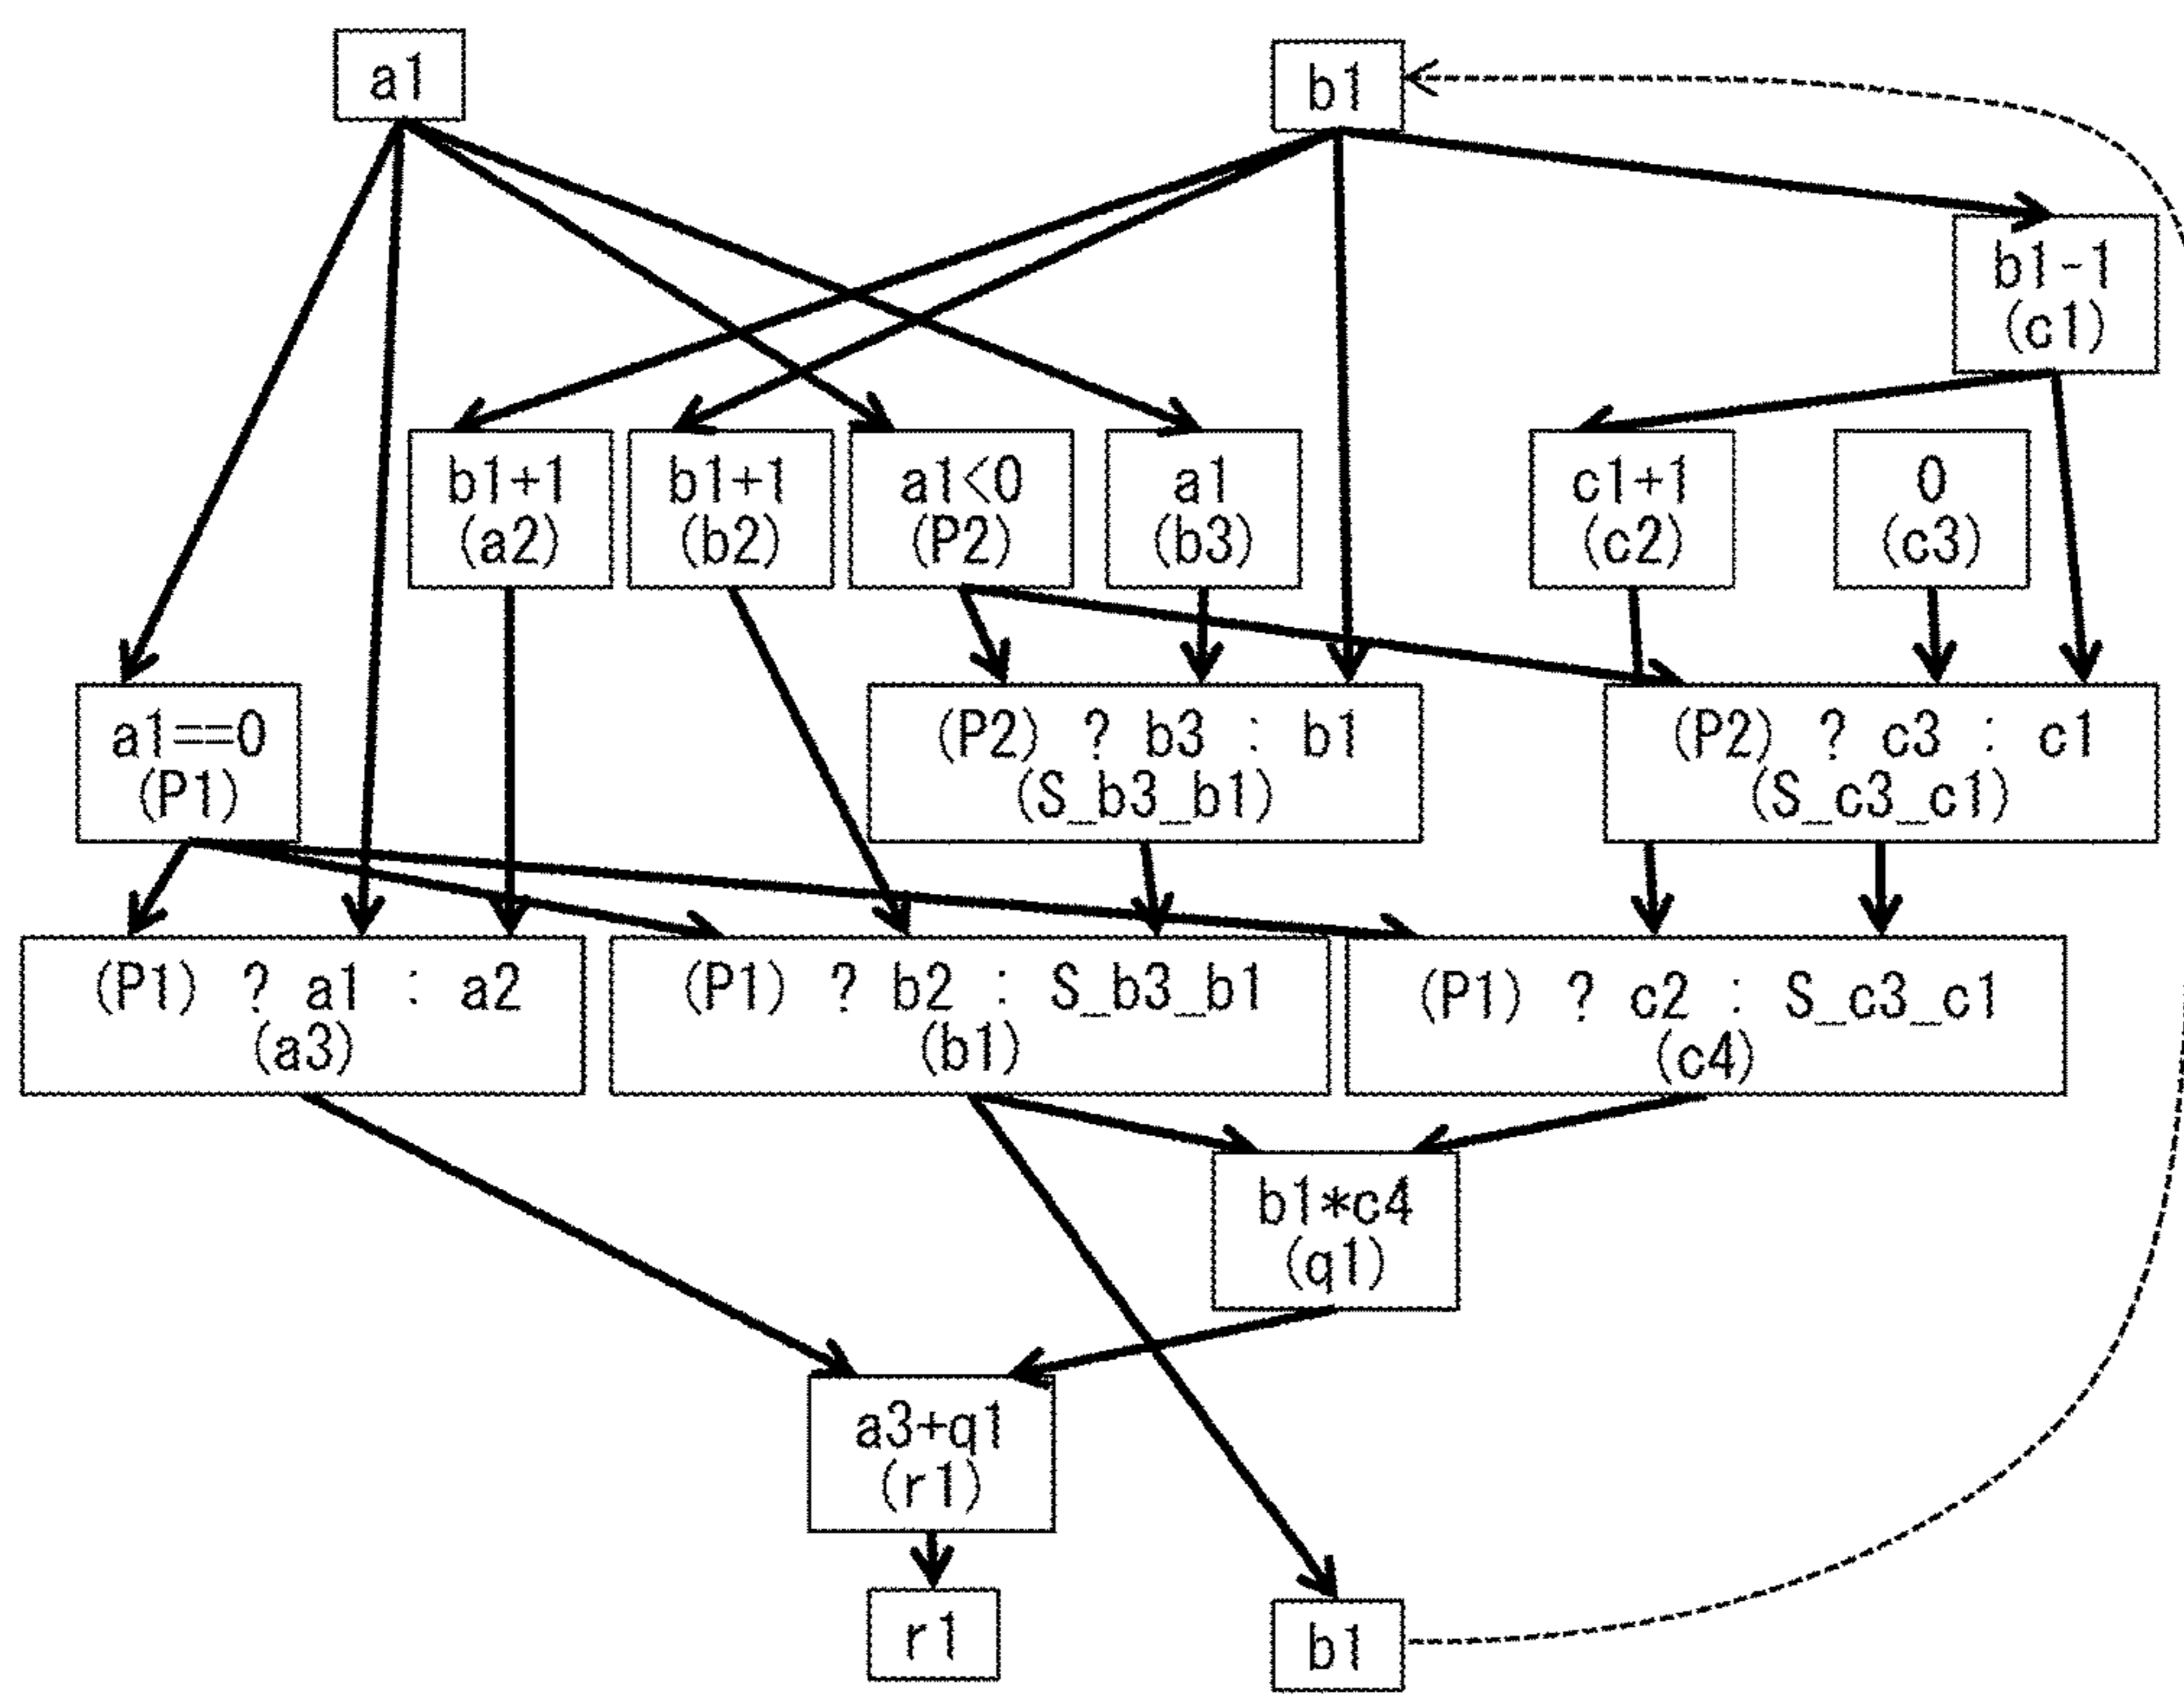 a1
b1
b1-1
(c1)
b1+1
(a2)
b1+1
(b2)
a1<0
(P2)
a1
(b3)
c1+1
(c2)
0
(c3)
a1==0
(P1)
(P2) ? b3 : b1
(S_b3_b1)
(P2) ? c3 : c1
(S_c3_c1)
(P1) ? a1 : a2
(a3)
(P1) ? b2 : S_b3_b1
(b1)
(P1) ? c2 : S_c3_c1
(c4)
b1*c4
(q1)
a3+q1
(r1)
r1
b1